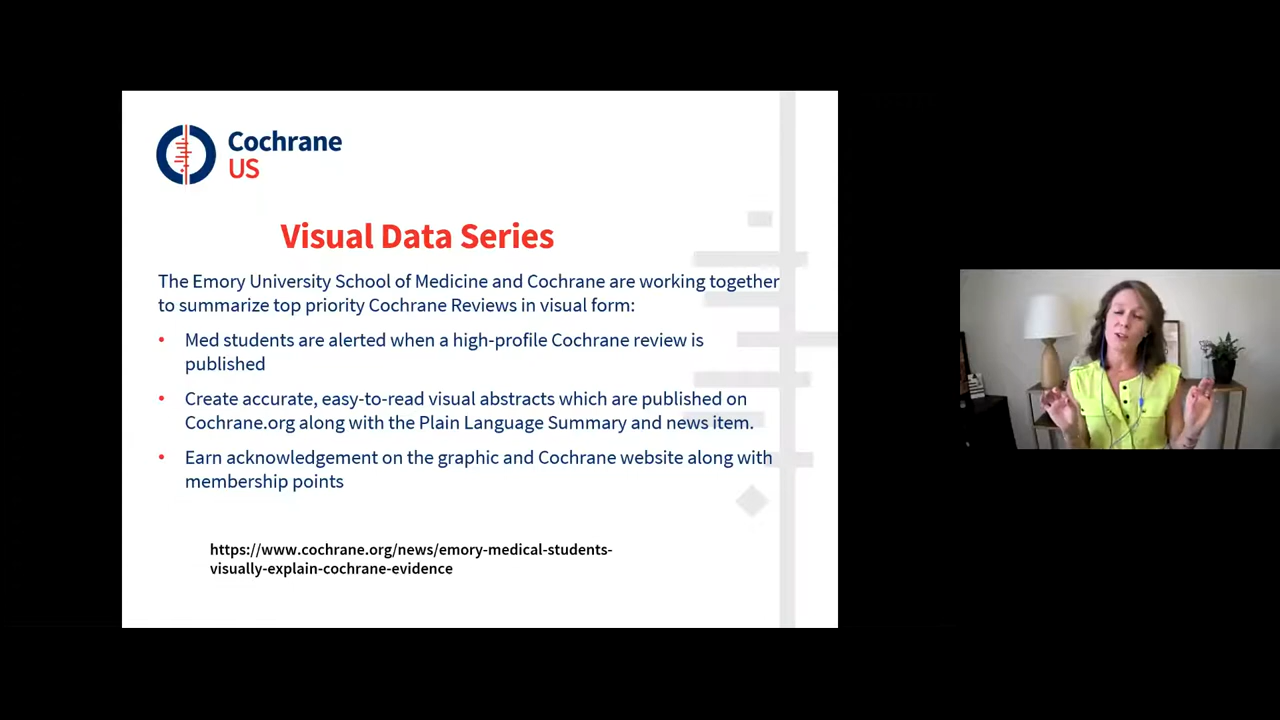 Cochrane
US
Visual Data Series
The Emory University School of Medicine and Cochrane are working together
to summarize top priority Cochrane Reviews in visual form:
• Med students are alerted when a high-profile Cochrane review is
published
• Create accurate, easy-to-read visual abstracts which are published on
Cochrane.org along with the Plain Language Summary and news item.
• Earn acknowledgement on the graphic and Cochrane website along with
membership points
https://www.cochrane.org/news/emory-medical-students-
visually-explain-cochrane-evidence